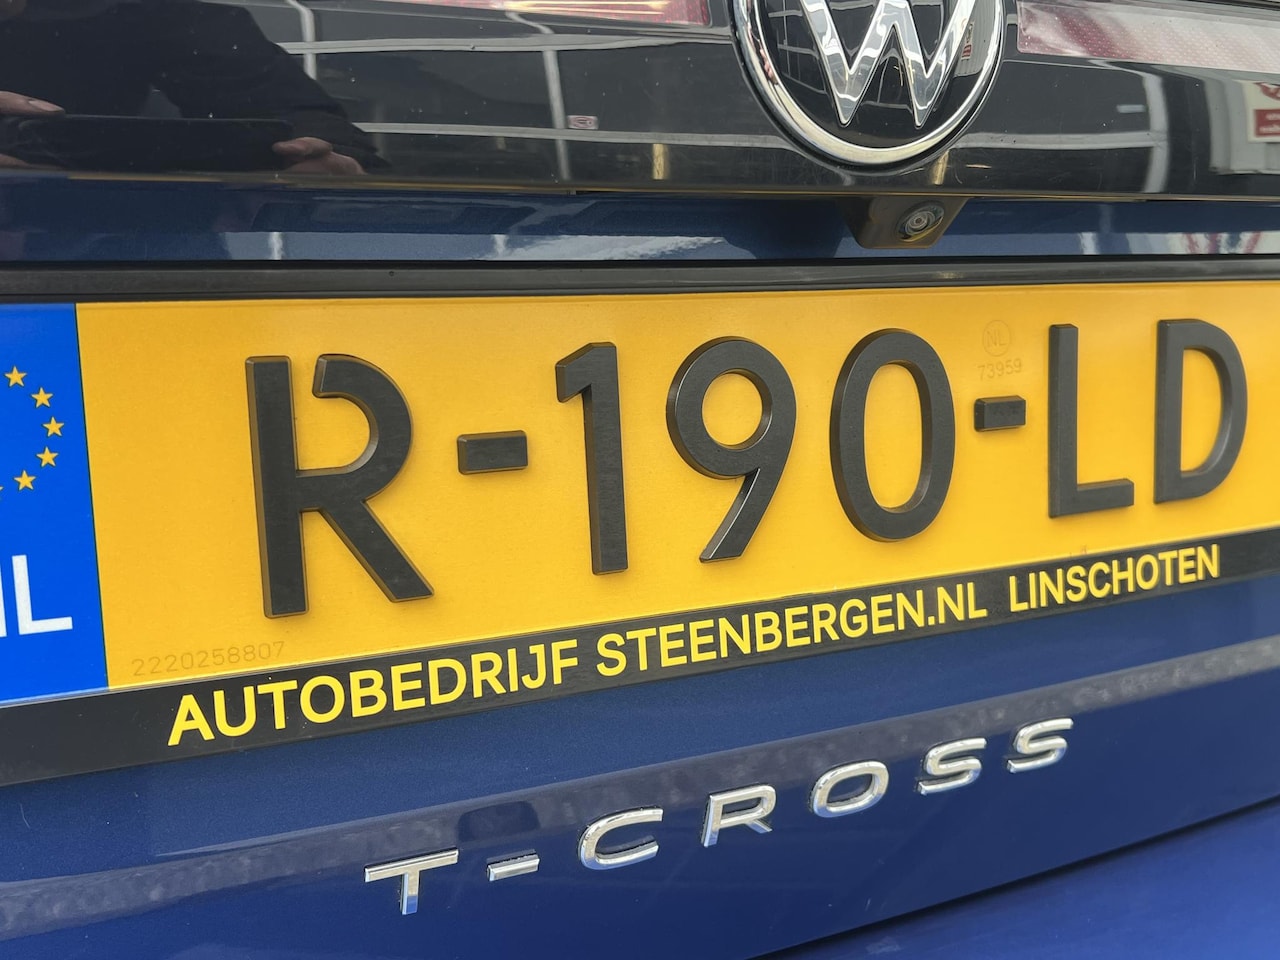 W
NL
73959
R-190-LD
NL
2220258807
AUTOBEDRIJF STEENBERGEN.NL LINSCHOTEN
T-CROSS